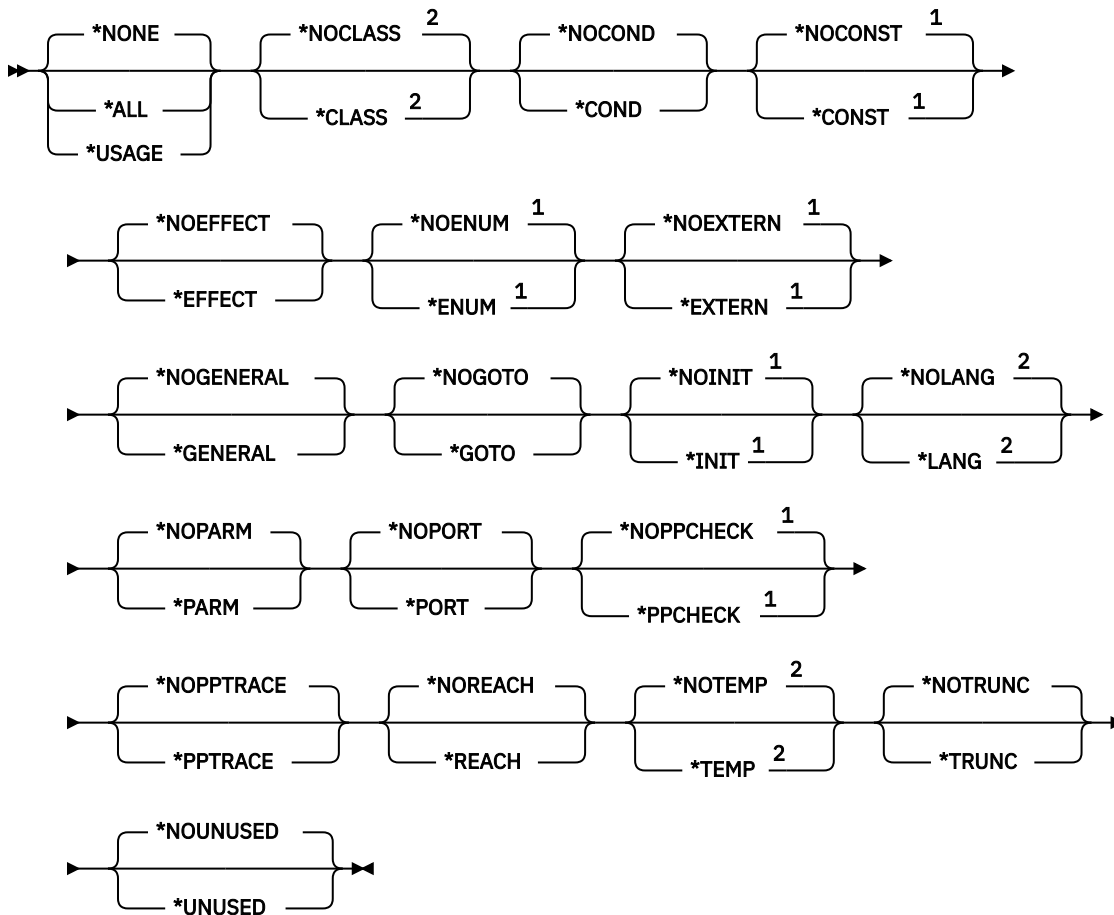 *NONE *NOCLASS 2 *NOCOND *NOCONST 1
*ALL *CLASS 2 *COND *CONST 1
*USAGE
*NOEFFECT *NOENUM 1 *NOEXTERN 1
*EFFECT *ENUM 1 *EXTERN 1
*NOGENERAL *NOGOTO *NOINIT 1 *NOLANG 2
*GENERAL *GOTO *INIT 1 *LANG 2
*NOPARM *NOPORT *NOPPCHECK 1
*PARM *PORT *PPCHECK 1
*NOPPTRACE *NOREACH *NOTEMP 2 *NOTRUNC
*PPTRACE *REACH *TEMP 2 *TRUNC
*NOUNUSED
*UNUSED